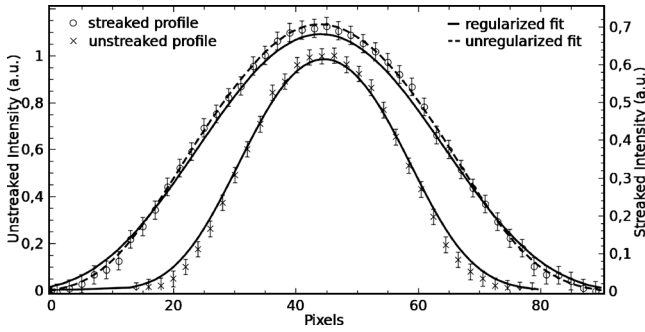 streaked profile
unstreaked profile
regularized fit
unregularized fit
Unstreaked Intensity (a.u.)
1
0,8
0,6
0,4
0,2
0
Streaked Intensity (a.u.)
0,7
0,6
0,5
0,4
0,3
0,2
0,1
0
0 20 40 60 80
Pixels